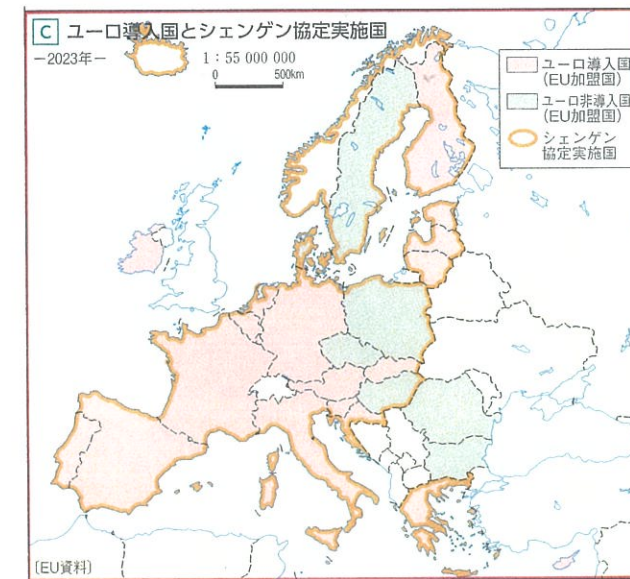 C ユーロ導入国とシェンゲン協定実施国
－2023年－
1：55 000 000
0 500km
ユーロ導入国
(EU加盟国)
ユーロ非導入国
(EU加盟国)
シェンゲン
協定実施国
〔EU資料〕